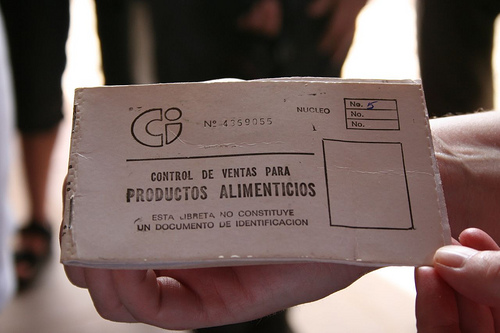 Ci
Nº 4359055
NUCLEO
No. 5
No.
No.
CONTROL DE VENTAS PARA
PRODUCTOS ALIMENTICIOS
ESTA LIBRETA NO CONSTITUYE
UN DOCUMENTO DE IDENTIFICACION